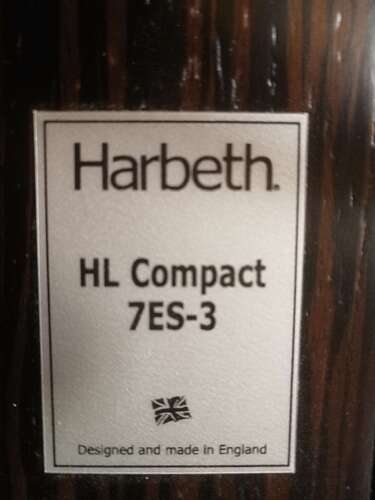 Harbeth.
HL Compact
7ES-3
Designed and made in England